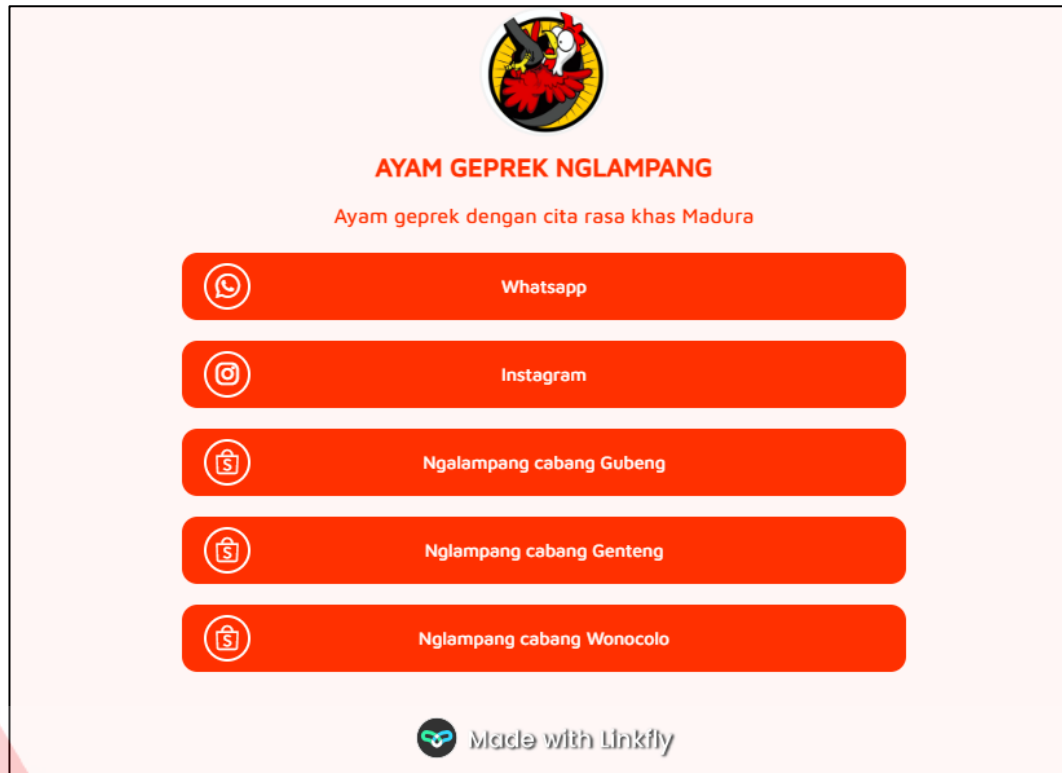 AYAM GEPREK NGLAMPANG
Ayam geprek dengan cita rasa khas Madura
Whatsapp
Instagram
Ngalampang cabang Gubeng
Nglampang cabang Genteng
Nglampang cabang Wonocolo
Made with Linkfly